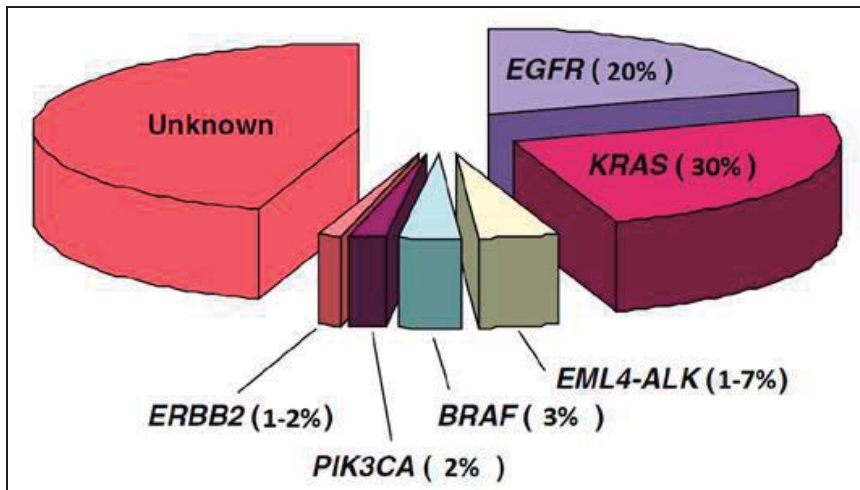 EGFR ( 20% )
Unknown
KRAS ( 30% )
EML4-ALK (1-7%)
ERBB2 (1-2%)
BRAF ( 3% )
PIK3CA ( 2% )